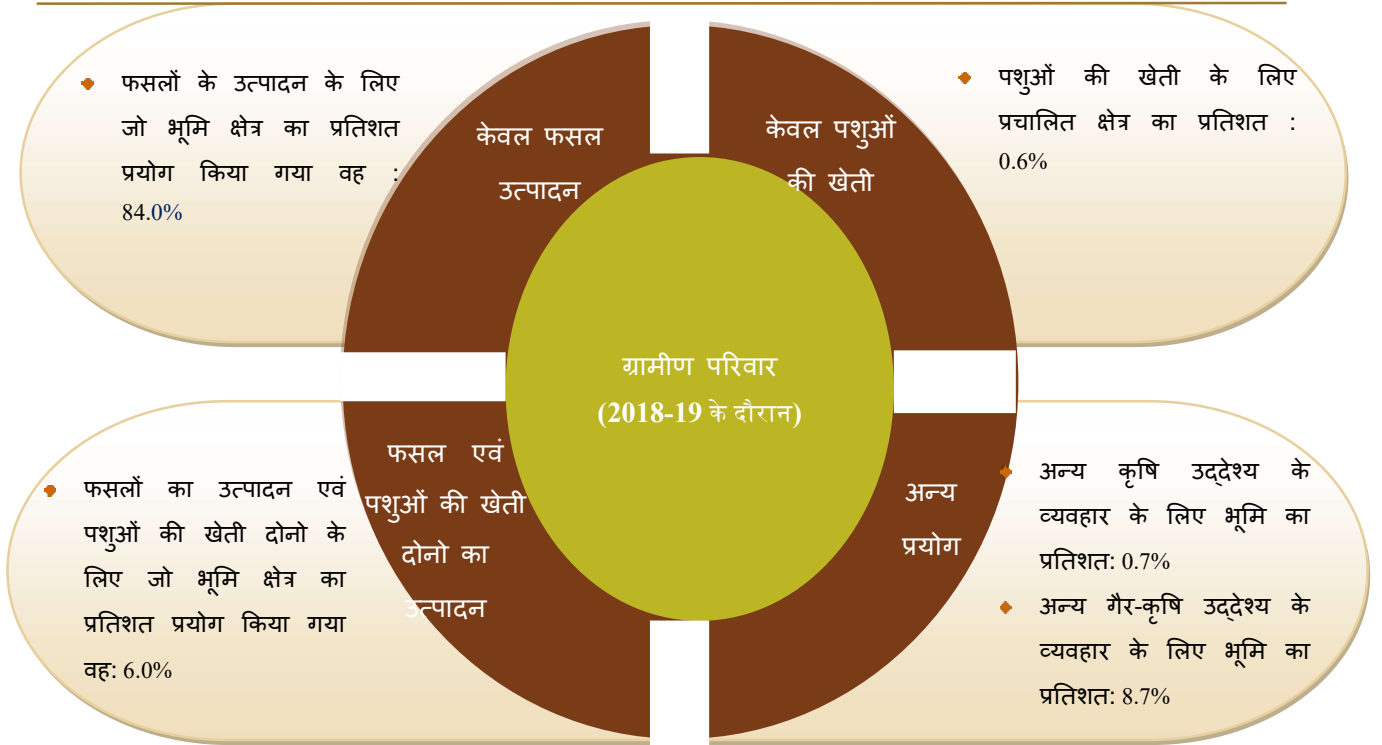 फसलों के उत्पादन के लिए
जो भूमि क्षेत्र का प्रतिशत
प्रयोग किया गया वह :
84.0%
केवल फसल
उत्पादन
केवल पशुओं
की खेती
पशुओं की खेती के लिए
प्रचालित क्षेत्र का प्रतिशत :
0.6%
ग्रामीण परिवार
(2018-19 के दौरान)
फसलों का उत्पादन एवं
पशुओं की खेती दोनो के
लिए जो भूमि क्षेत्र का
प्रतिशत प्रयोग किया गया
वह: 6.0%
फसल एवं
पशुओं की खेती
दोनो का
उत्पादन
अन्य
प्रयोग
अन्य कृषि उद्देश्य के
व्यवहार के लिए भूमि का
प्रतिशत: 0.7%
अन्य गैर-कृषि उद्देश्य के
व्यवहार के लिए भूमि का
प्रतिशत: 8.7%